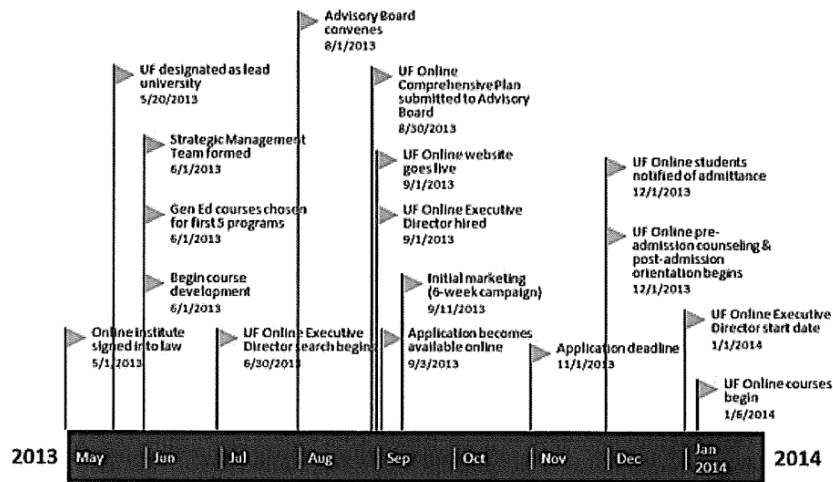 Advisory Board
convenes
8/1/2013
UF designated as lead
university
5/20/2013
UF Online
Comprehensive Plan
submitted to Advisory
Board
8/30/2013
Strategic Management
Team formed
6/1/2013
UF Online website
goes live
9/1/2013
UF Online students
notified of admittance
12/1/2013
Gen Ed courses chosen
for first 5 programs
6/1/2013
UF Online Executive
Director hired
9/1/2013
UF Online pre-
admission counseling &
post-admission
orientation begins
12/1/2013
Begin course
development
6/1/2013
Initial marketing
(6-week campaign)
9/11/2013
UF Online Executive
Director start date
1/1/2014
Online institute
signed into law
5/1/2013
UF Online Executive
Director search begins
6/30/2013
Application becomes
available online
9/3/2013
Application deadline
11/1/2013
UF Online courses
begin
1/6/2014
2013 May Jun Jul Aug Sep Oct Nov Dec Jan 2014 2014